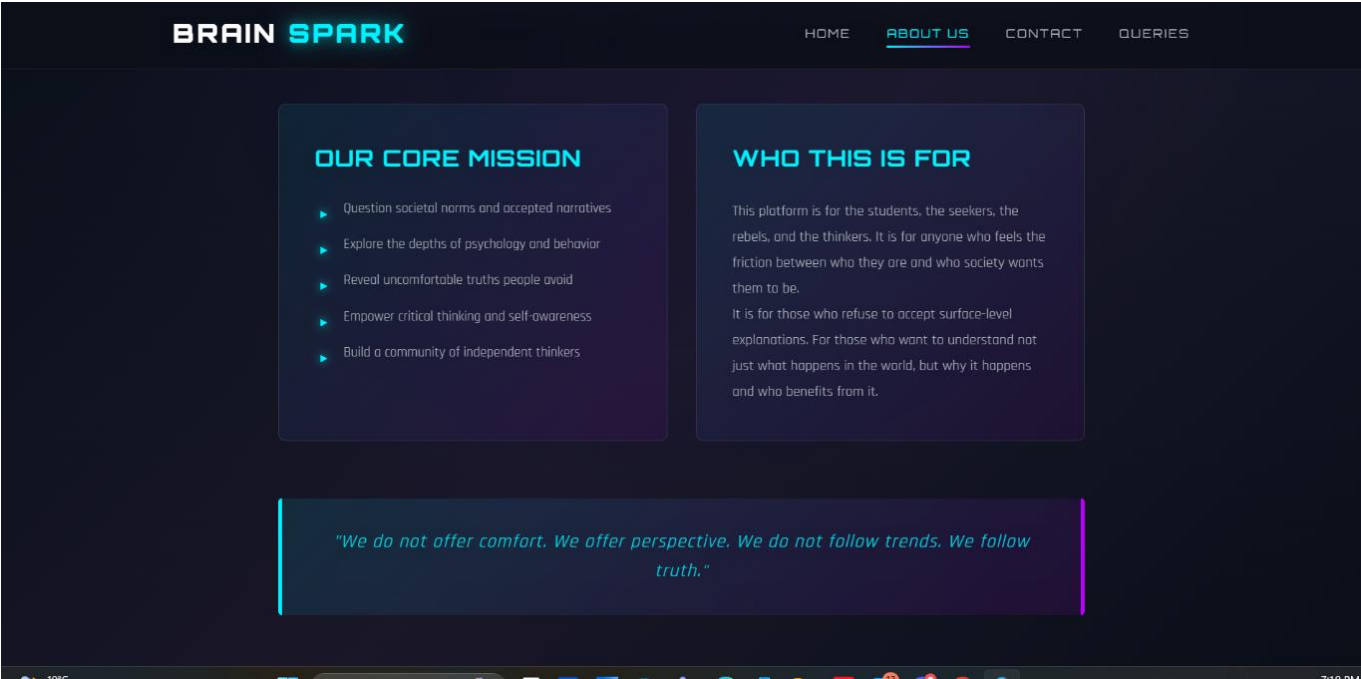 BRAIN SPARK
HOME ABOUT US CONTACT QUERIES
OUR CORE MISSION
Question societal norms and accepted narratives
Explore the depths of psychology and behavior
Reveal uncomfortable truths people avoid
Empower critical thinking and self-awareness
Build a community of independent thinkers
WHO THIS IS FOR
This platform is for the students, the seekers, the
rebels, and the thinkers. It is for anyone who feels the
friction between who they are and who society wants
them to be.
It is for those who refuse to accept surface-level
explanations. For those who want to understand not
just what happens in the world, but why it happens
and who benefits from it.
"We do not offer comfort. We offer perspective. We do not follow trends. We follow
truth."